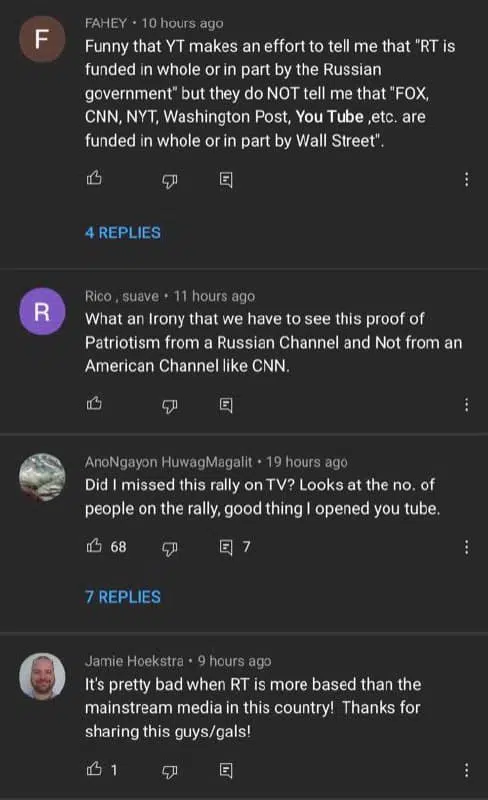 F
FAHEY • 10 hours ago
Funny that YT makes an effort to tell me that "RT is
funded in whole or in part by the Russian
government" but they do NOT tell me that "FOX,
CNN, NYT, Washington Post, You Tube ,etc. are
funded in whole or in part by Wall Street".
4 REPLIES
R
Rico , suave • 11 hours ago
What an Irony that we have to see this proof of
Patriotism from a Russian Channel and Not from an
American Channel like CNN.
AnoNgayon HuwagMagalit • 19 hours ago
Did I missed this rally on TV? Looks at the no. of
people on the rally, good thing I opened you tube.
68 7
7 REPLIES
Jamie Hoekstra • 9 hours ago
It's pretty bad when RT is more based than the
mainstream media in this country! Thanks for
sharing this guys/gals!
1